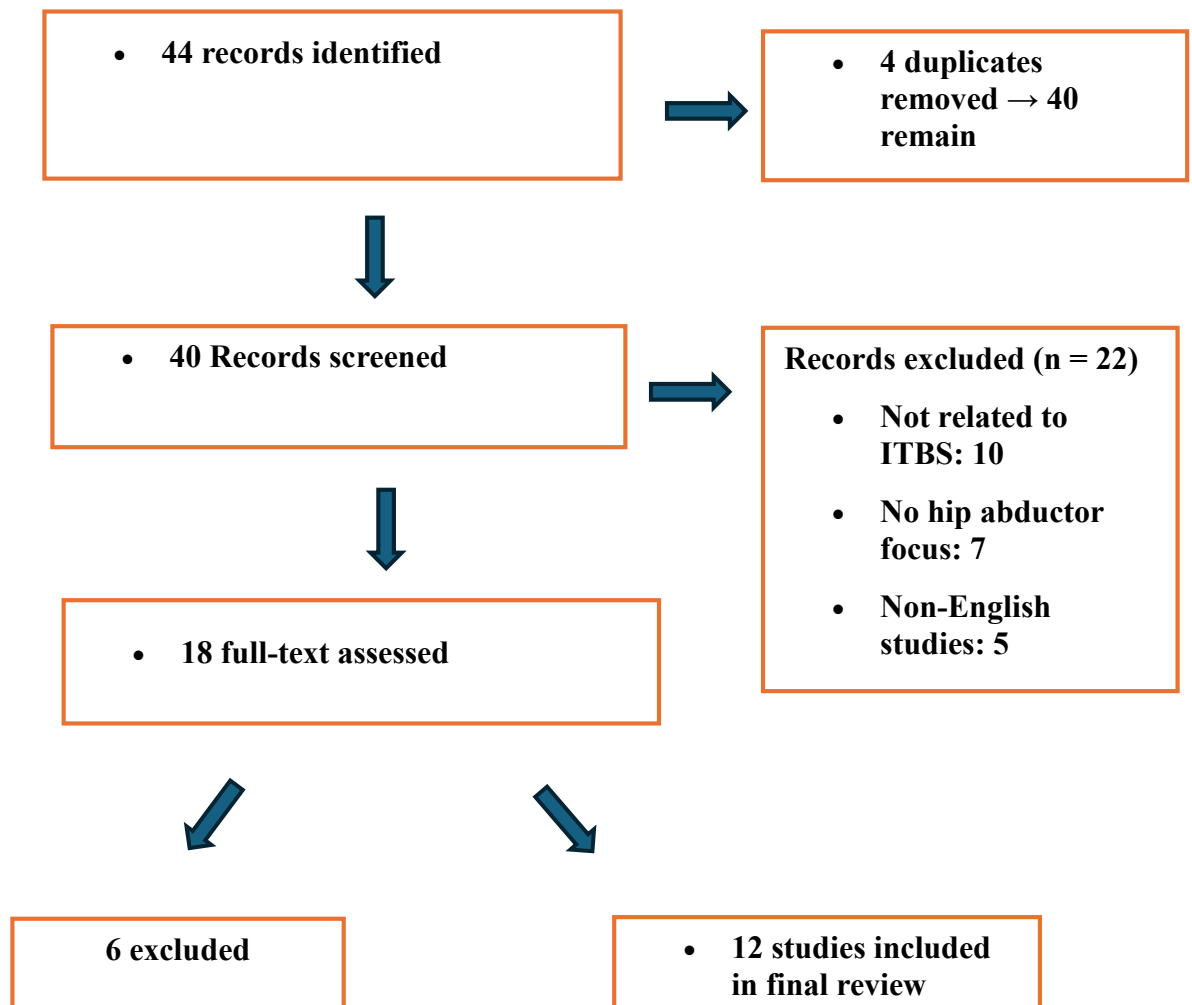 • 44 records identified
• 4 duplicates
removed → 40
remain
• 40 Records screened
Records excluded (n = 22)
• Not related to
ITBS: 10
• No hip abductor
focus: 7
• Non-English
studies: 5
• 18 full-text assessed
6 excluded
• 12 studies included
in final review